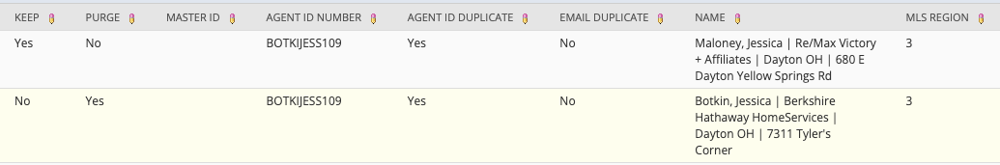 KEEP PURGE MASTER ID AGENT ID NUMBER AGENT ID DUPLICATE EMAIL DUPLICATE NAME MLS REGION
Yes No BOTKIJESS109 Yes No Maloney, Jessica | Re/Max Victory 3
+ Affiliates | Dayton OH | 680 E
Dayton Yellow Springs Rd
No Yes BOTKIJESS109 Yes No Botkin, Jessica | Berkshire 3
Hathaway HomeServices |
Dayton OH | 7311 Tyler's
Corner